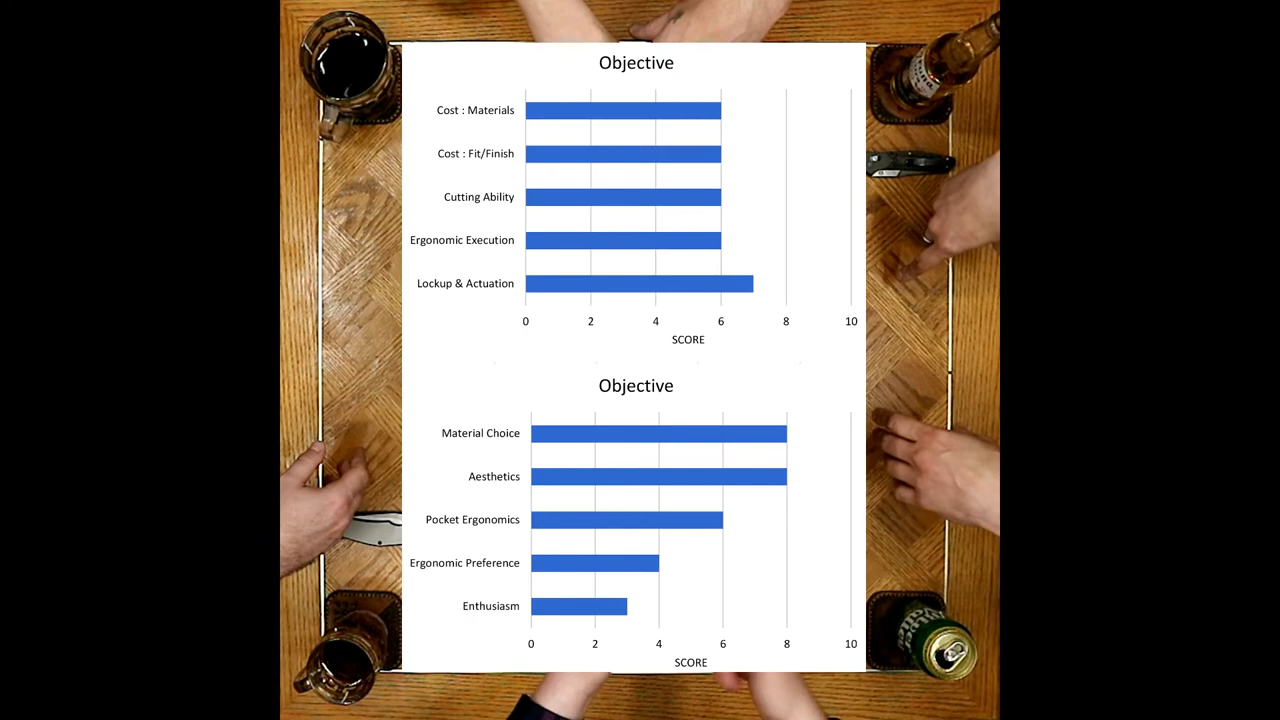 Objective
Cost : Materials
Cost : Fit/Finish
Cutting Ability
Ergonomic Execution
Lockup & Actuation
0 2 4 6 8 10
SCORE
Objective
Material Choice
Aesthetics
Pocket Ergonomics
Ergonomic Preference
Enthusiasm
0 2 4 6 8 10
SCORE